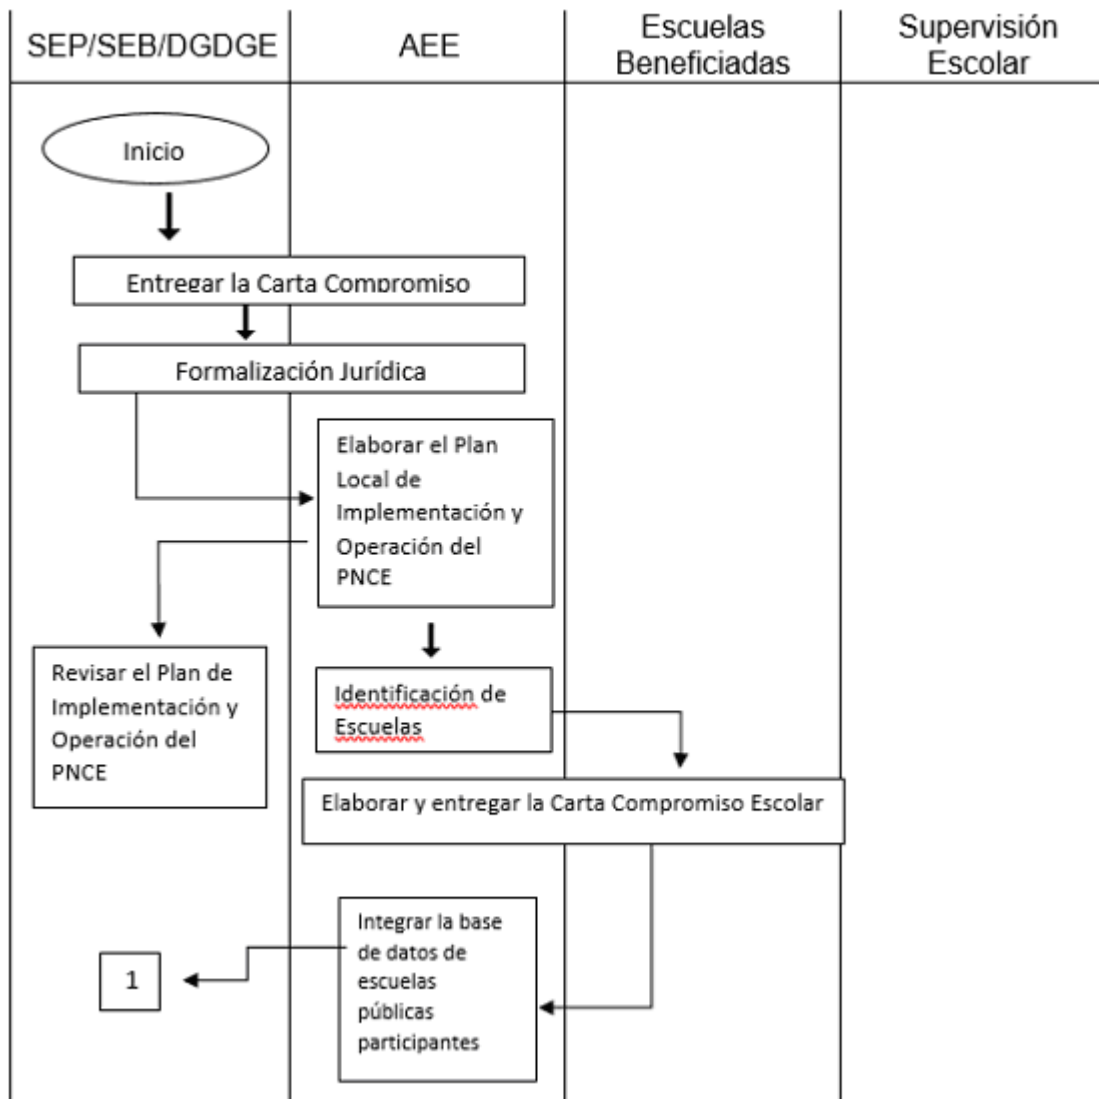 SEP/SEB/DGDGE
AEE
Escuelas
Beneficiadas
Supervisión
Escolar
Inicio
Entregar la Carta Compromiso
Formalización Jurídica
Elaborar el Plan
Local de
Implementación y
Operación del
PNCE
Revisar el Plan de
Implementación y
Operación del
PNCE
Identificación de
Escuelas
Elaborar y entregar la Carta Compromiso Escolar
Integrar la base
de datos de
escuelas
públicas
participantes
1